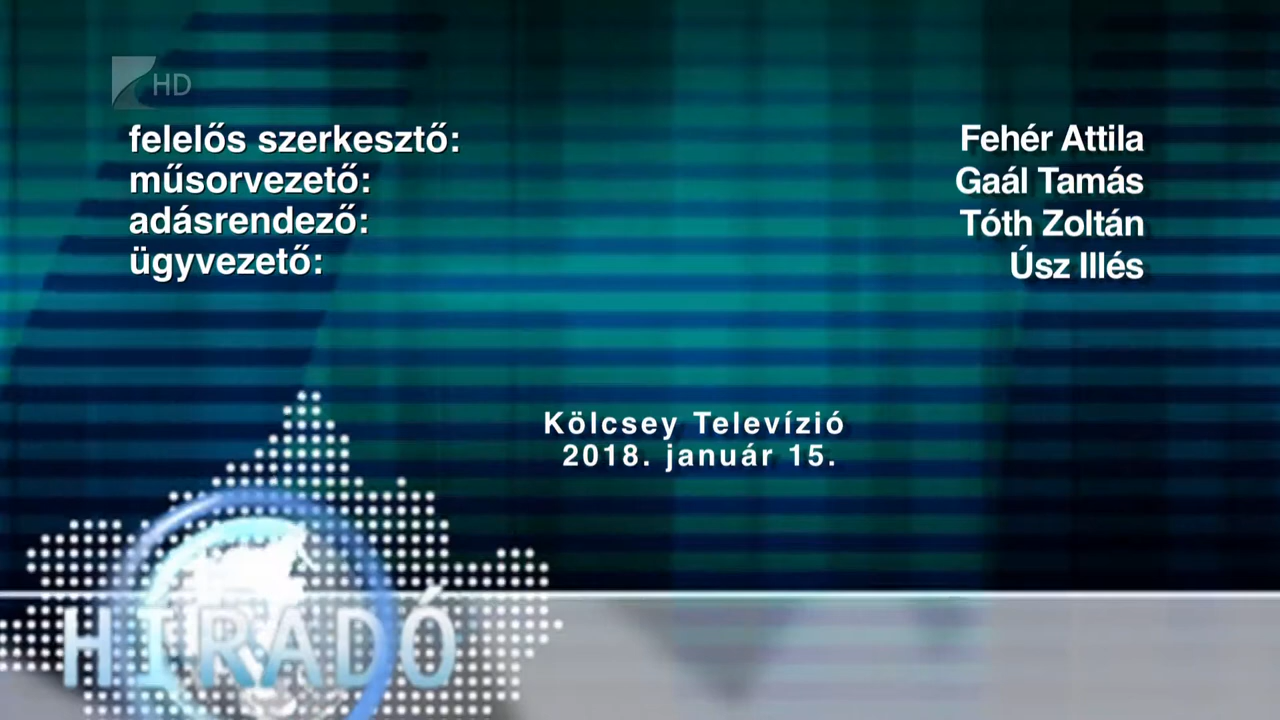 HD
felelős szerkesztő: Fehér Attila
műsorvezető: Gaál Tamás
adásrendező: Tóth Zoltán
ügyvezető: Úsz Illés
Kölcsey Televízió
2018. január 15.
HÍRADÓ